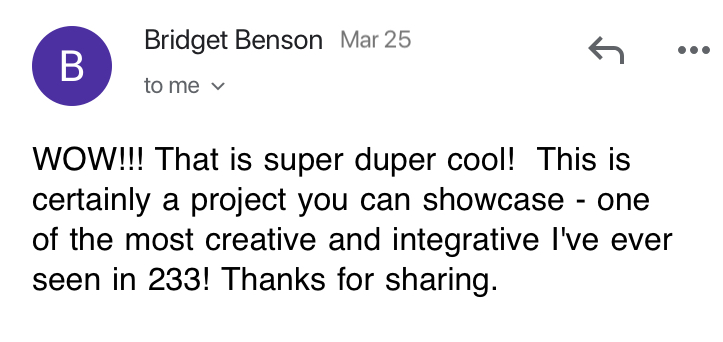 B
Bridget Benson Mar 25
to me
WOW!!! That is super duper cool!  This is
certainly a project you can showcase - one
of the most creative and integrative I've ever
seen in 233! Thanks for sharing.